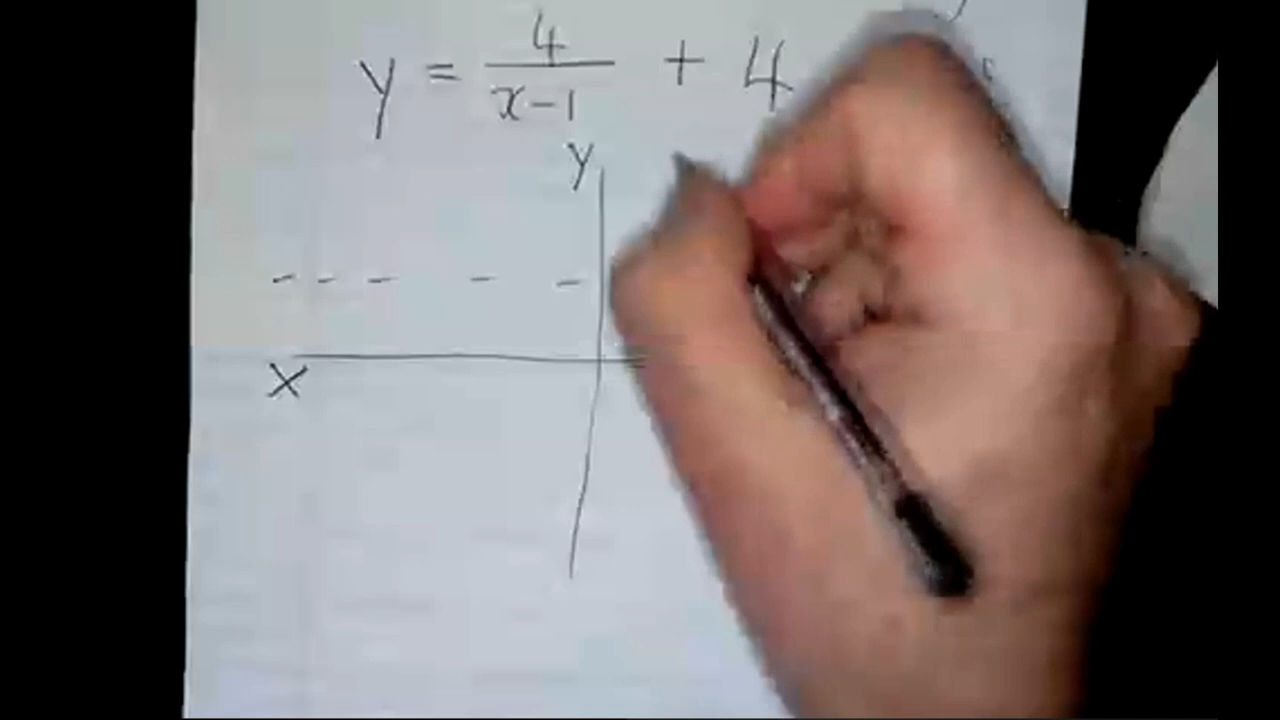 y = 4/(x-1) + 4
y
x